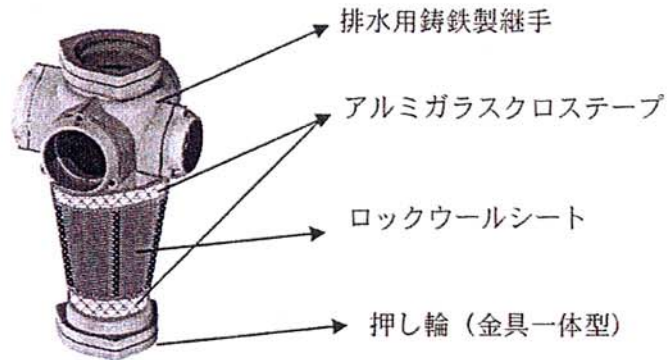 排水用鋳鉄製継手
アルミガラスクロステープ
ロックウールシート
押し輪（金具一体型）